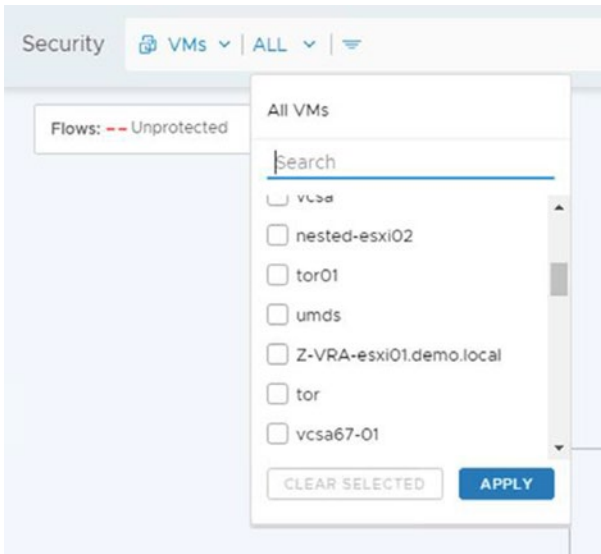 Security VMs | ALL |
Flows: -- Unprotected
All VMs
Search
vcsa
nested-esxi02
tor01
umds
Z-VRA-esxi01.demo.local
tor
vcsa67-01
CLEAR SELECTED APPLY